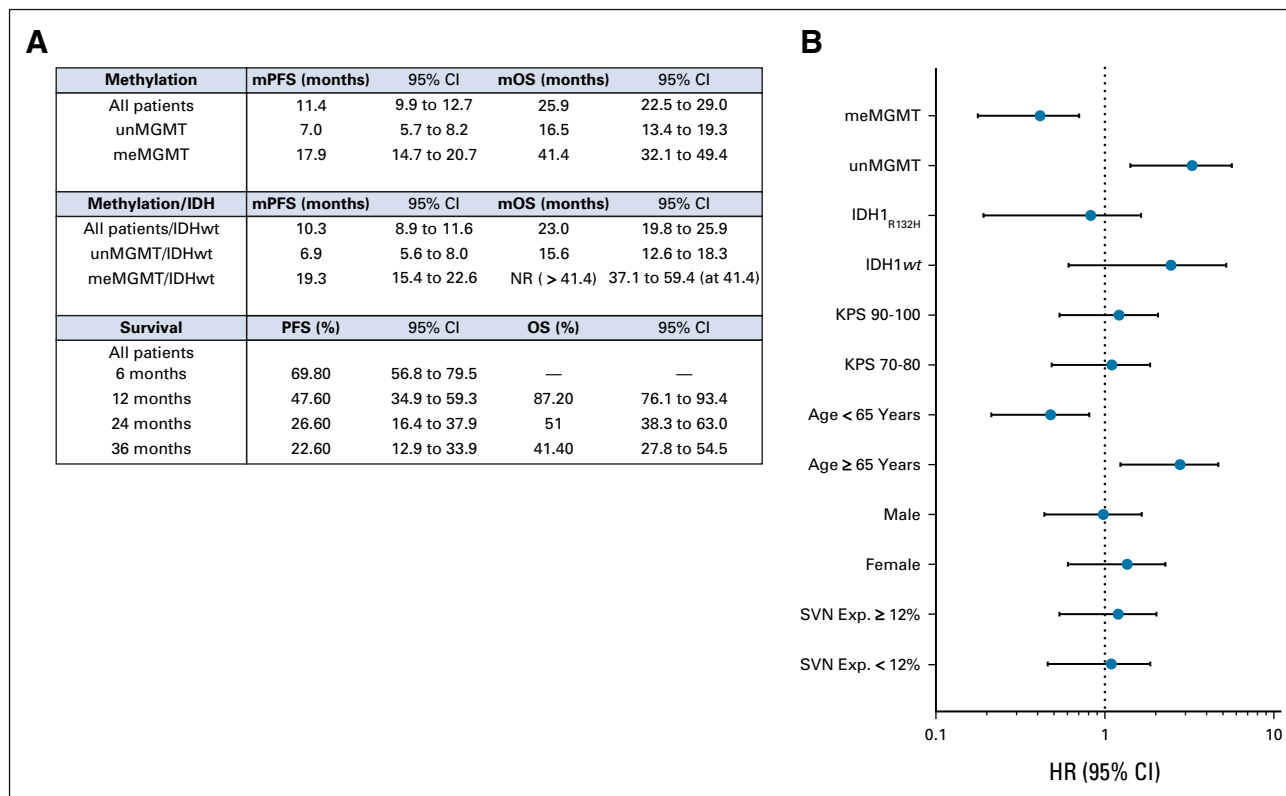 A
Methylation mPFS (months) 95% CI mOS (months) 95% CI
All patients 11.4 9.9 to 12.7 25.9 22.5 to 29.0
unMGMT 7.0 5.7 to 8.2 16.5 13.4 to 19.3
meMGMT 17.9 14.7 to 20.7 41.4 32.1 to 49.4
Methylation/IDH mPFS (months) 95% CI mOS (months) 95% CI
All patients/IDHwt 10.3 8.9 to 11.6 23.0 19.8 to 25.9
unMGMT/IDHwt 6.9 5.6 to 8.0 15.6 12.6 to 18.3
meMGMT/IDHwt 19.3 15.4 to 22.6 NR ( > 41.4) 37.1 to 59.4 (at 41.4)
Survival PFS (%) 95% CI OS (%) 95% CI
All patients
6 months 69.80 56.8 to 79.5 — —
12 months 47.60 34.9 to 59.3 87.20 76.1 to 93.4
24 months 26.60 16.4 to 37.9 51 38.3 to 63.0
36 months 22.60 12.9 to 33.9 41.40 27.8 to 54.5
B
meMGMT
unMGMT
IDH1R132H
IDH1wt
KPS 90-100
KPS 70-80
Age < 65 Years
Age ≥ 65 Years
Male
Female
SVN Exp. ≥ 12%
SVN Exp. < 12%
0.1 1 10
HR (95% CI)